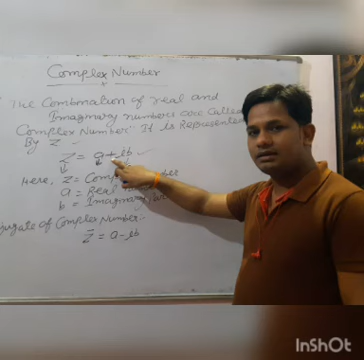 Complex Number
The Combination of real and
Imaginary numbers are called
Complex Number. It is Represented
By Z -
Z = a + ib -
Here, Z = Complex Number
a = Real
b = Imaginary
Conjugate of Complex Number -
Z̅ = a - ib
InShOt